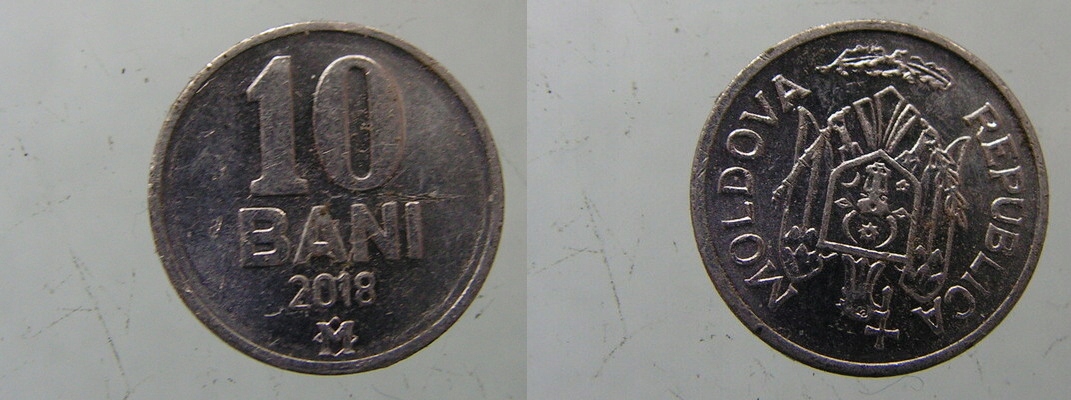 10
BANI
2018
M
REPUBLICA
MOLDOVA